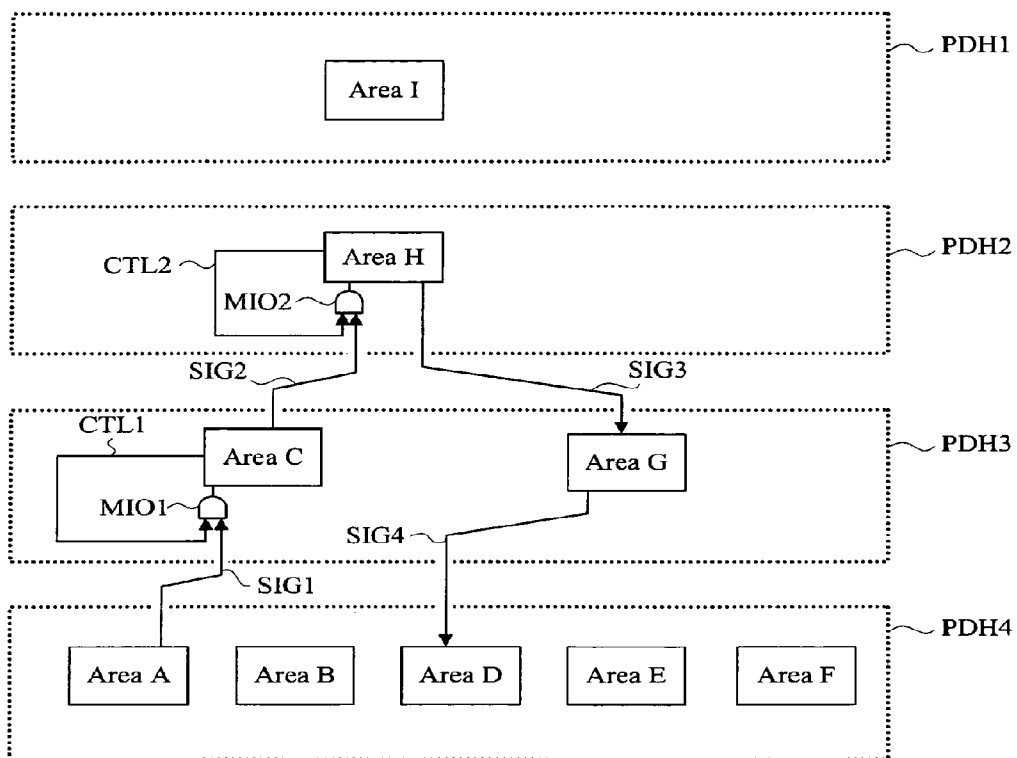 PDH1
Area I
PDH2
Area H
CTL2
MIO2
SIG2
SIG3
CTL1
PDH3
Area C
Area G
MIO1
SIG4
SIG1
PDH4
Area A
Area B
Area D
Area E
Area F